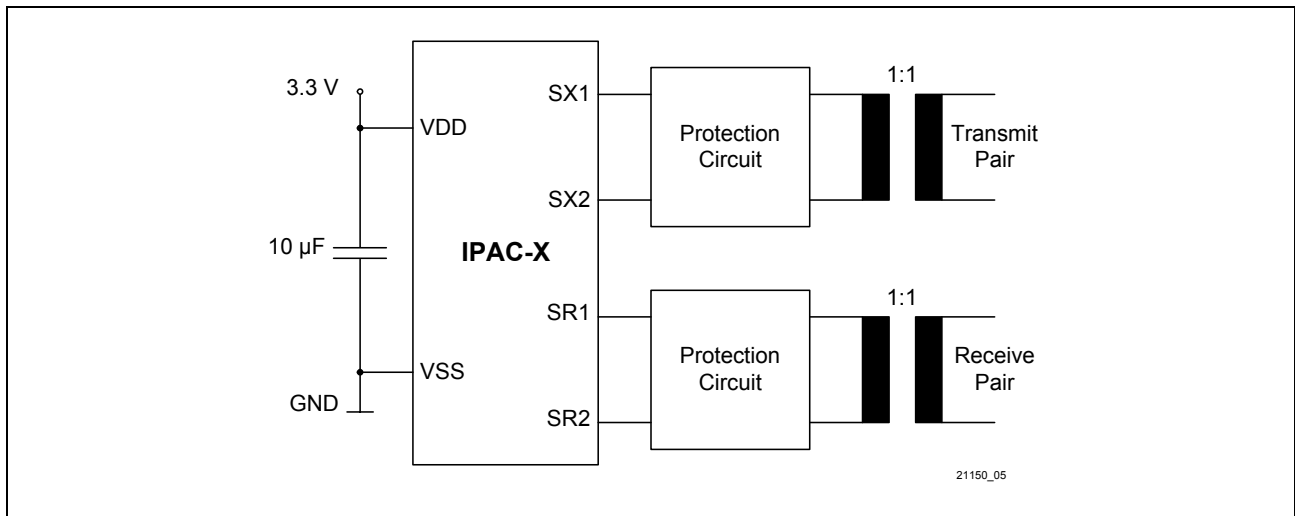 3.3 V
VDD
10 µF
VSS
GND
IPAC-X
SX1
SX2
SR1
SR2
Protection
Circuit
1:1
Transmit
Pair
Protection
Circuit
1:1
Receive
Pair
21150_05